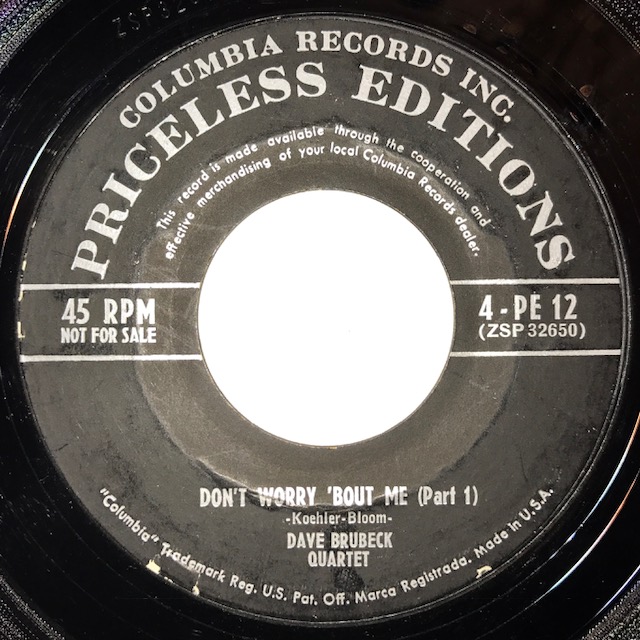 COLUMBIA RECORDS INC.
PRICELESS EDITIONS
This record is made available through the cooperation and
effective merchandising of your local Columbia Records dealer.
45 RPM
NOT FOR SALE
4 - PE 12
(ZSP 32650)
DON'T WORRY 'BOUT ME (Part 1)
-Koehler-Bloom-
DAVE BRUBECK
QUARTET
"Columbia" Trademark Reg. U.S. Pat. Off. Marca Registrada. Made in U.S.A.